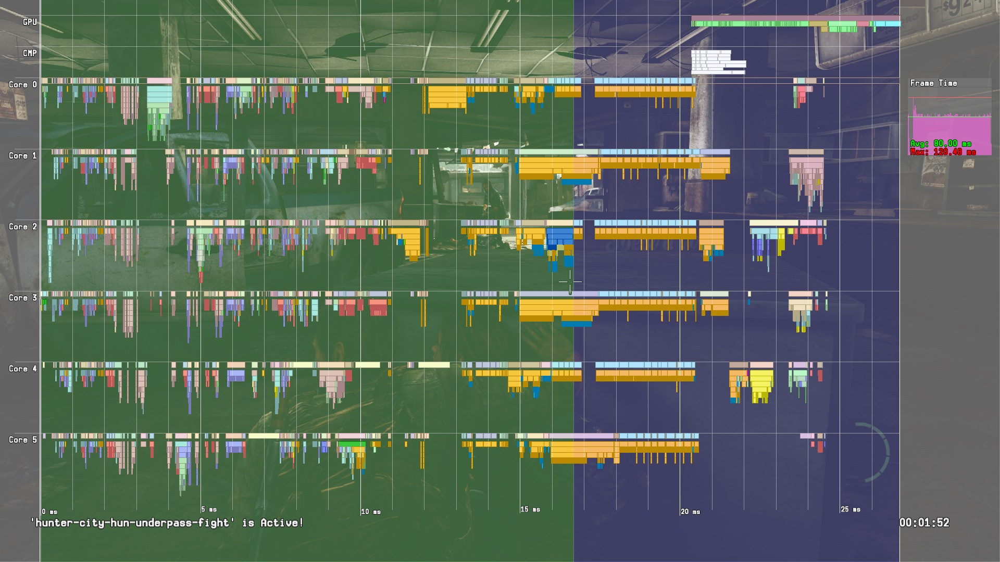 GPU
CMP
Core 0
Frame Time
Avg: 80.00 ms
Max: 120.48 ms
Core 1
Core 2
Core 3
Core 4
Core 5
0 ms
5 ms
10 ms
15 ms
20 ms
25 ms
'hunter-city-hun-underpass-fight' is Active!
00:01:52